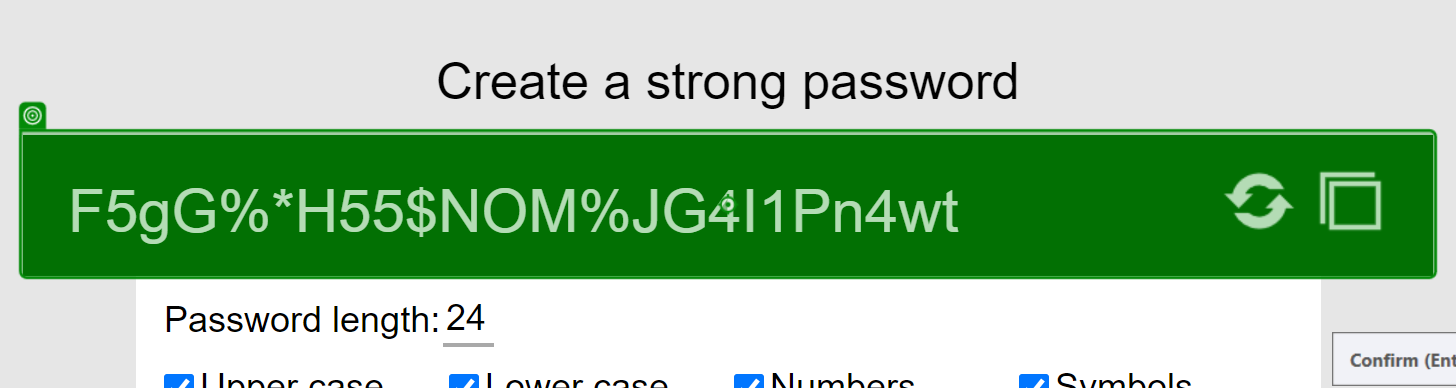 Create a strong password
F5gG%*H55$NOM%JG4I1Pn4wt
Password length: 24
Upper case Lower case Numbers Symbols
Confirm (Ent